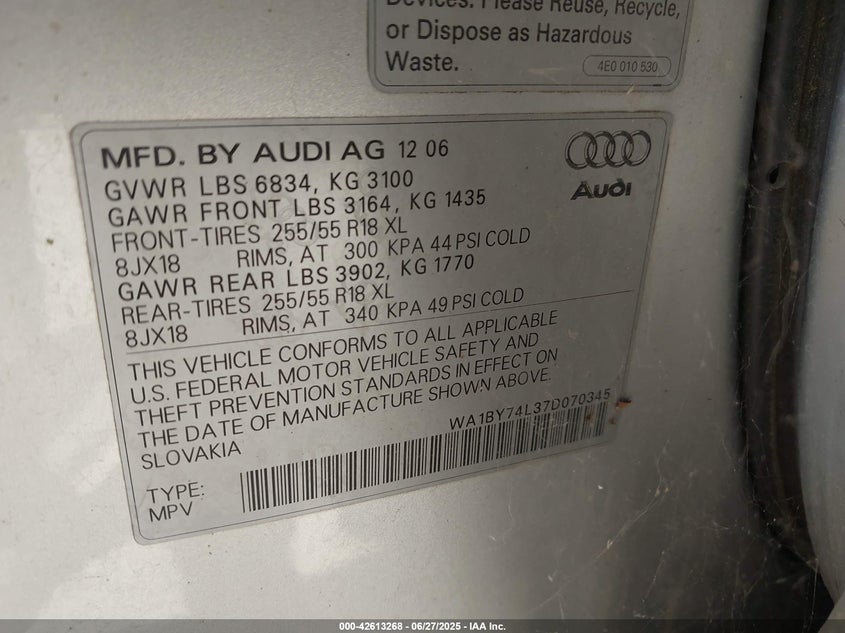 Devices. Please Reuse, Recycle,
or Dispose as Hazardous
Waste.
4E0 010 530
MFD. BY AUDI AG 12 06
Audi
GVWR LBS 6834, KG 3100
GAWR FRONT LBS 3164, KG 1435
FRONT-TIRES 255/55 R18 XL
8JX18 RIMS, AT 300 KPA 44 PSI COLD
GAWR REAR LBS 3902, KG 1770
REAR-TIRES 255/55 R18 XL
8JX18 RIMS, AT 340 KPA 49 PSI COLD
THIS VEHICLE CONFORMS TO ALL APPLICABLE
U.S. FEDERAL MOTOR VEHICLE SAFETY AND
THEFT PREVENTION STANDARDS IN EFFECT ON
THE DATE OF MANUFACTURE SHOWN ABOVE.
SLOVAKIA
WA1BY74L37D070345
TYPE:
MPV
000-42613268 - 06/27/2025 - IAA Inc.